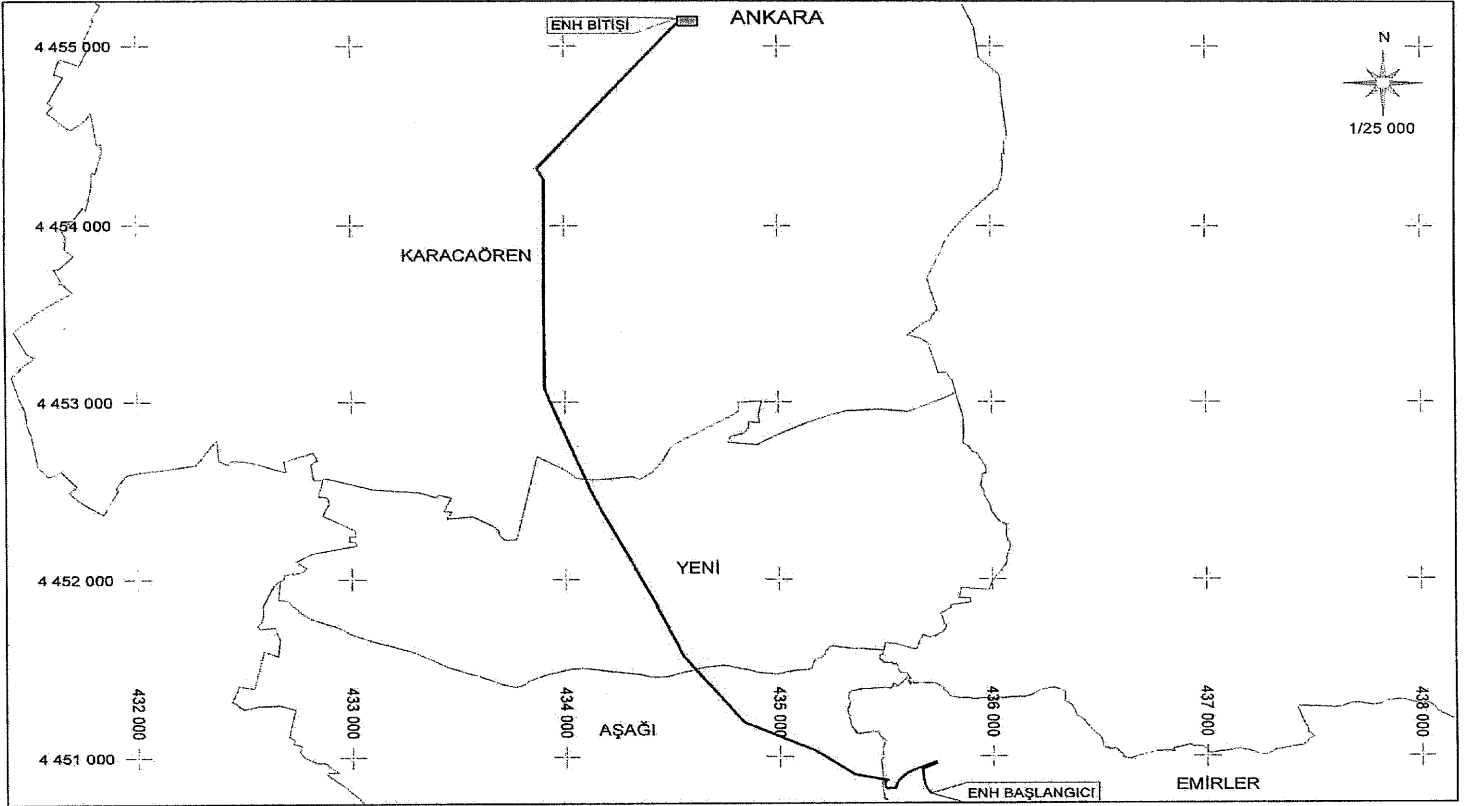 ENH BİTİŞİ
ANKARA
4 455 000
N
1/25 000
4 454 000
KARACAÖREN
4 453 000
YENİ
4 452 000
432 000
433 000
434 000
435 000
436 000
437 000
438 000
AŞAĞI
4 451 000
EMİRLER
ENH BAŞLANGICI